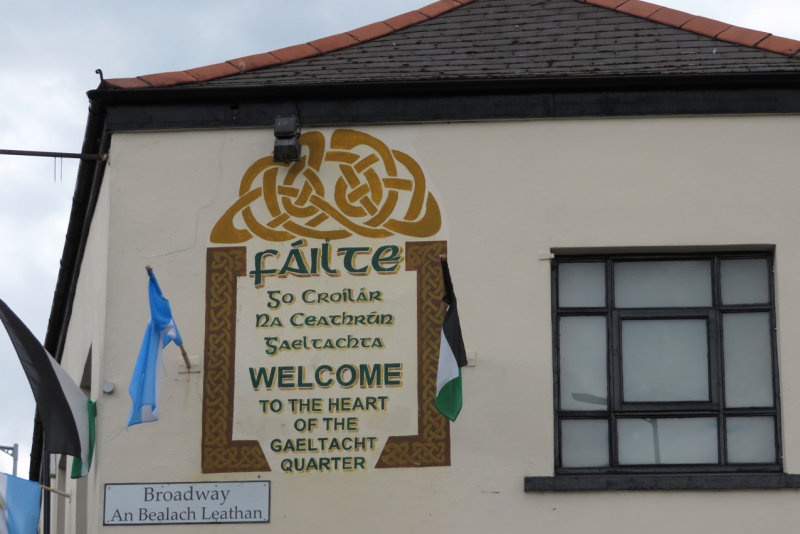 FÁILTE
Go Croílár
Na Ceathrún
Gaeltachta
WELCOME
TO THE HEART
OF THE
GAELTACHT
QUARTER
Broadway
An Bealach Leathan